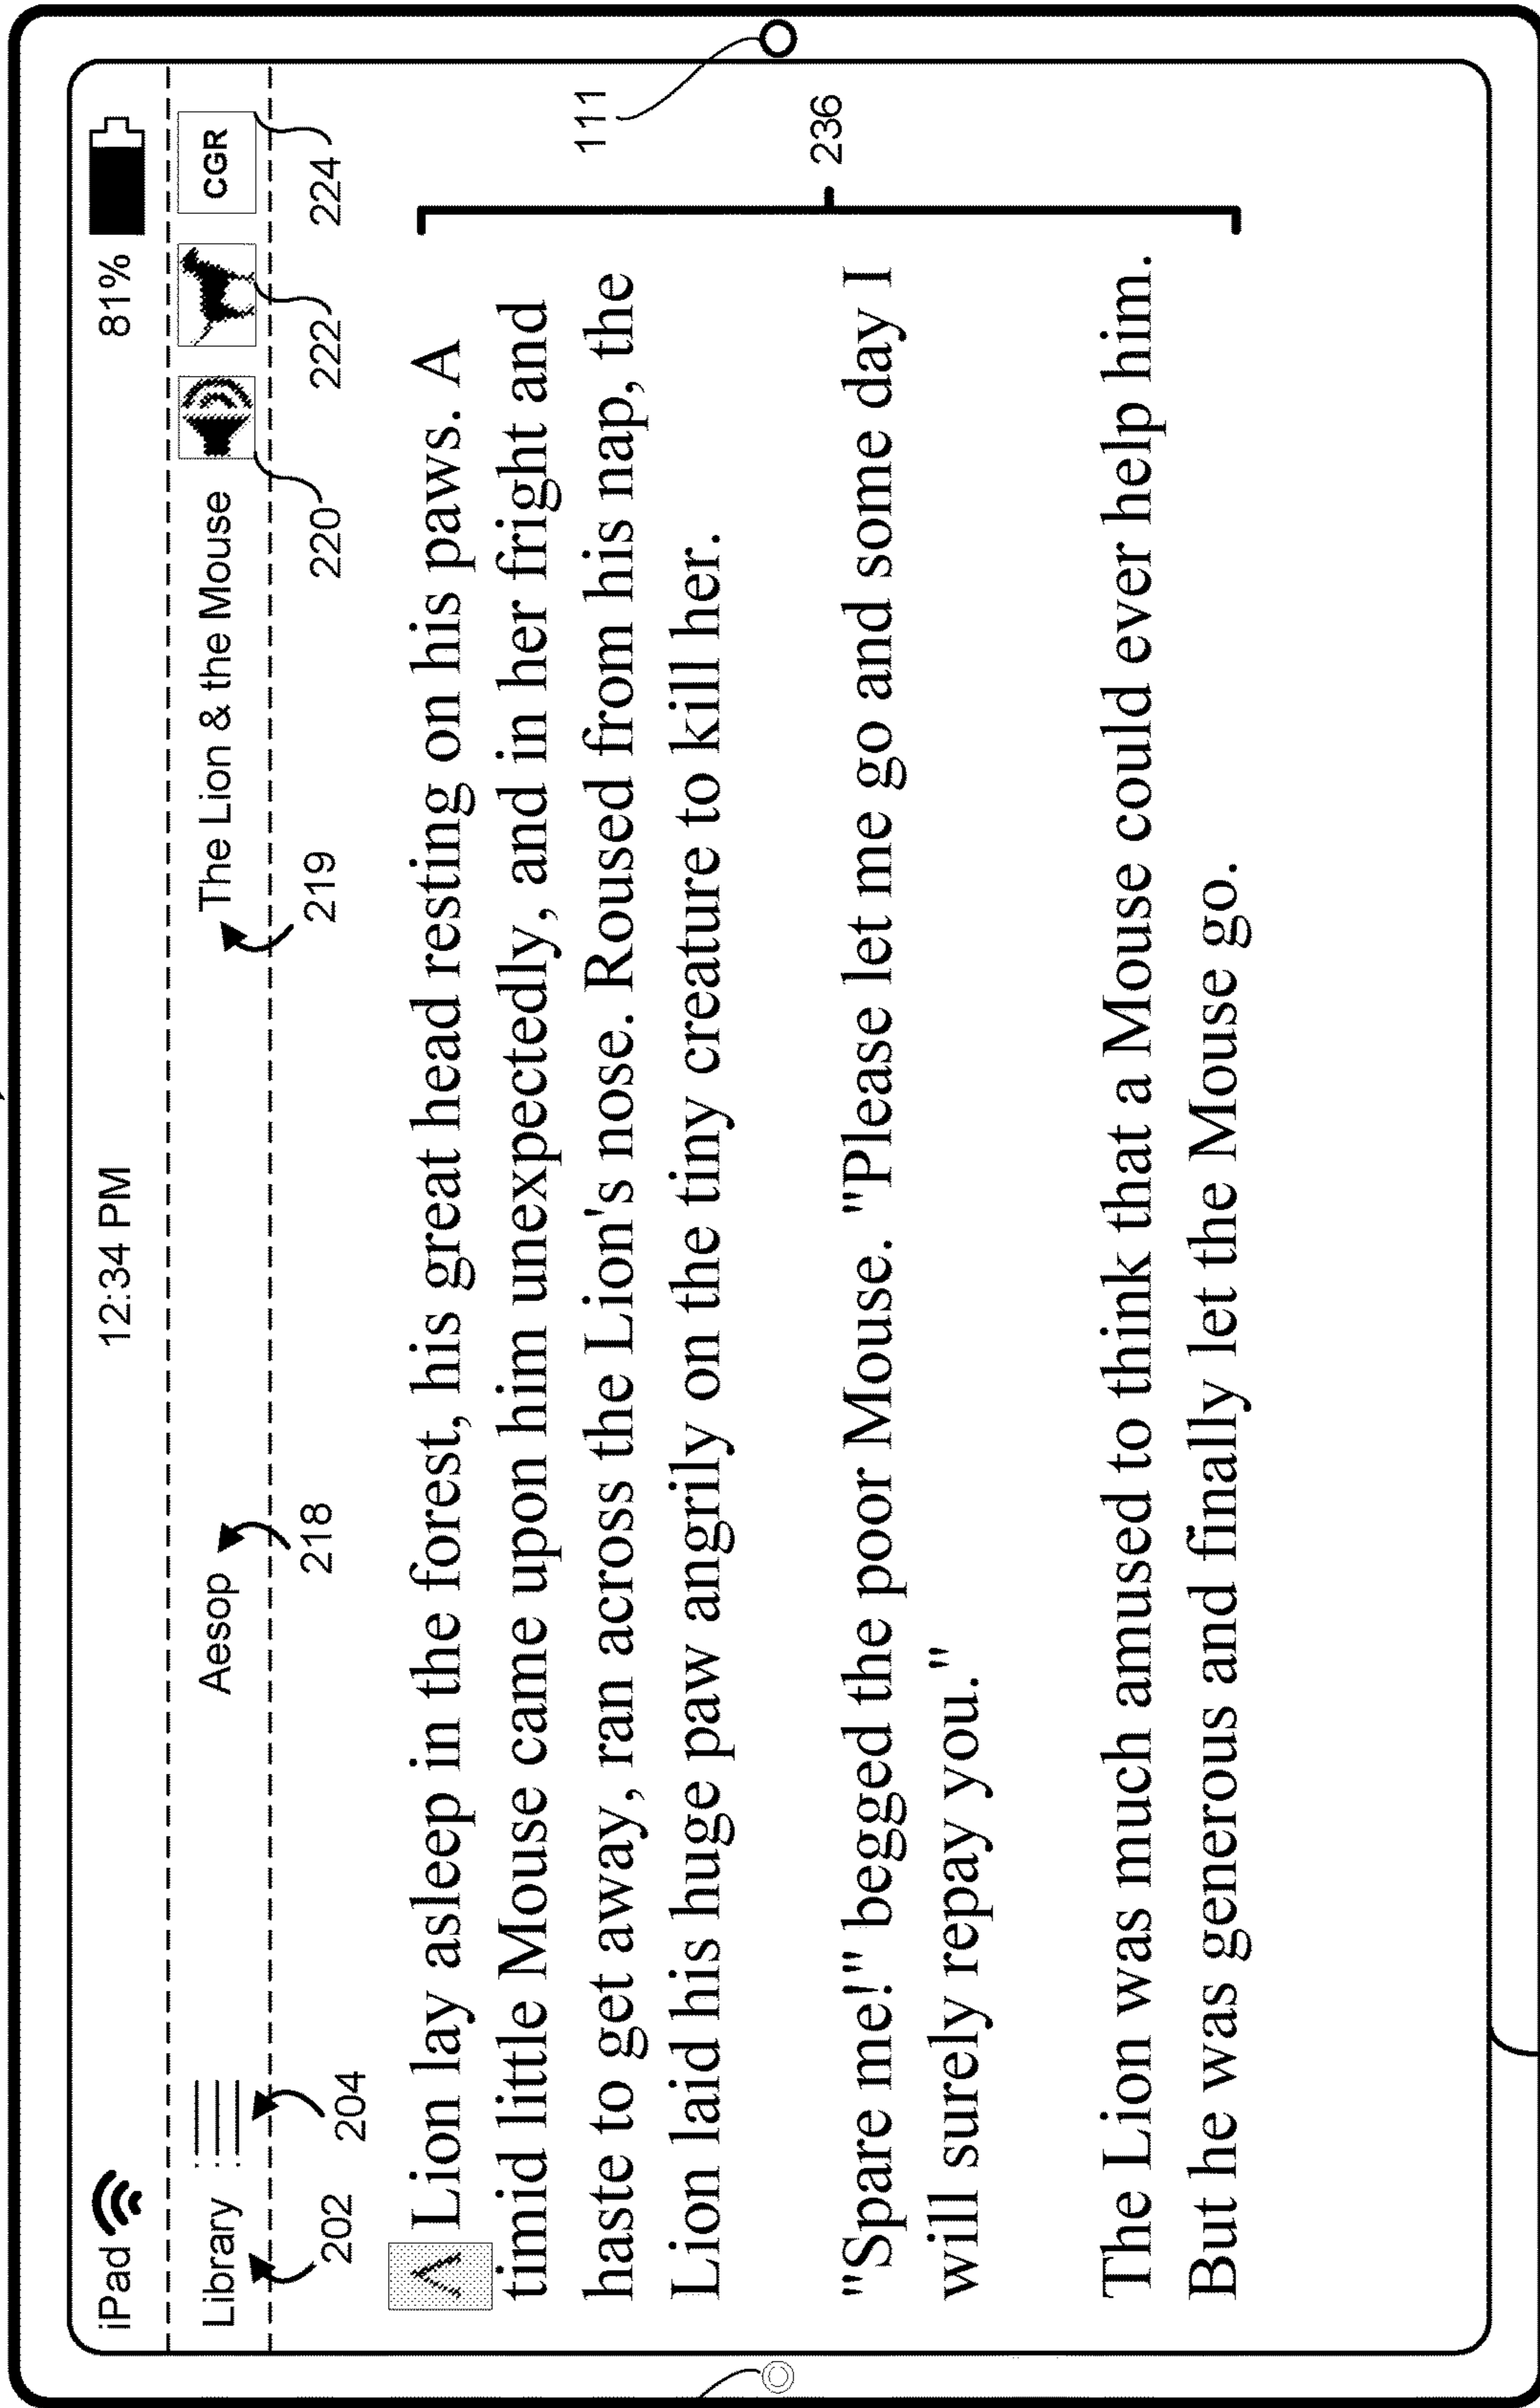 iPad 12:34 PM 81%
Library Aesop The Lion & the Mouse CGR
202 204 218 219 220 222 224
A Lion lay asleep in the forest, his great head resting on his paws. A
timid little Mouse came upon him unexpectedly, and in her fright and
haste to get away, ran across the Lion's nose. Roused from his nap, the
Lion laid his huge paw angrily on the tiny creature to kill her.
"Spare me!" begged the poor Mouse. "Please let me go and some day I
will surely repay you."
The Lion was much amused to think that a Mouse could ever help him.
But he was generous and finally let the Mouse go.
111
236